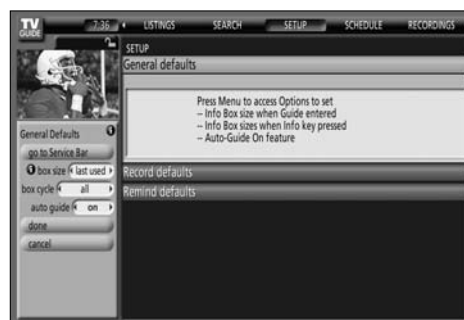 TV GUIDE
7:36 LISTINGS SEARCH SETUP SCHEDULE RECORDINGS
SETUP
General defaults
Press Menu to access Options to set
-- Info Box size when Guide entered
-- Info Box sizes when Info key pressed
-- Auto-Guide On feature
Record defaults
Remind defaults
General Defaults
go to Service Bar
box size last used
box cycle all
auto guide on
done
cancel